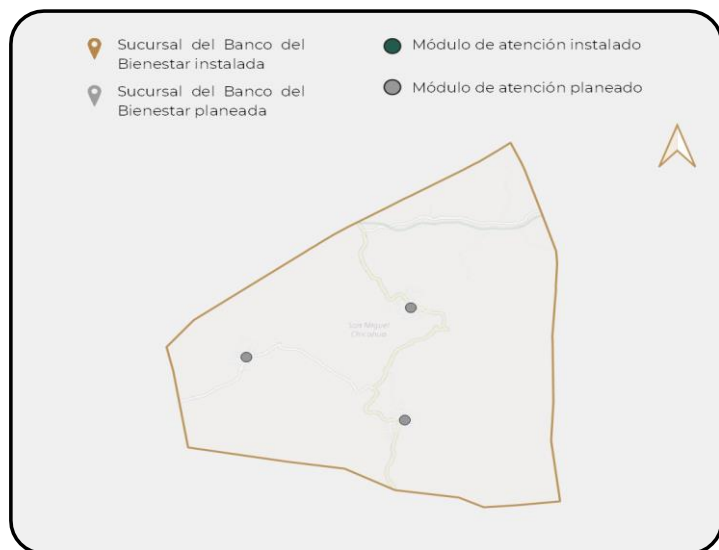 Sucursal del Banco del
Bienestar instalada
Sucursal del Banco del
Bienestar planeada
Módulo de atención instalado
Módulo de atención planeado
San Miguel
Chicahua